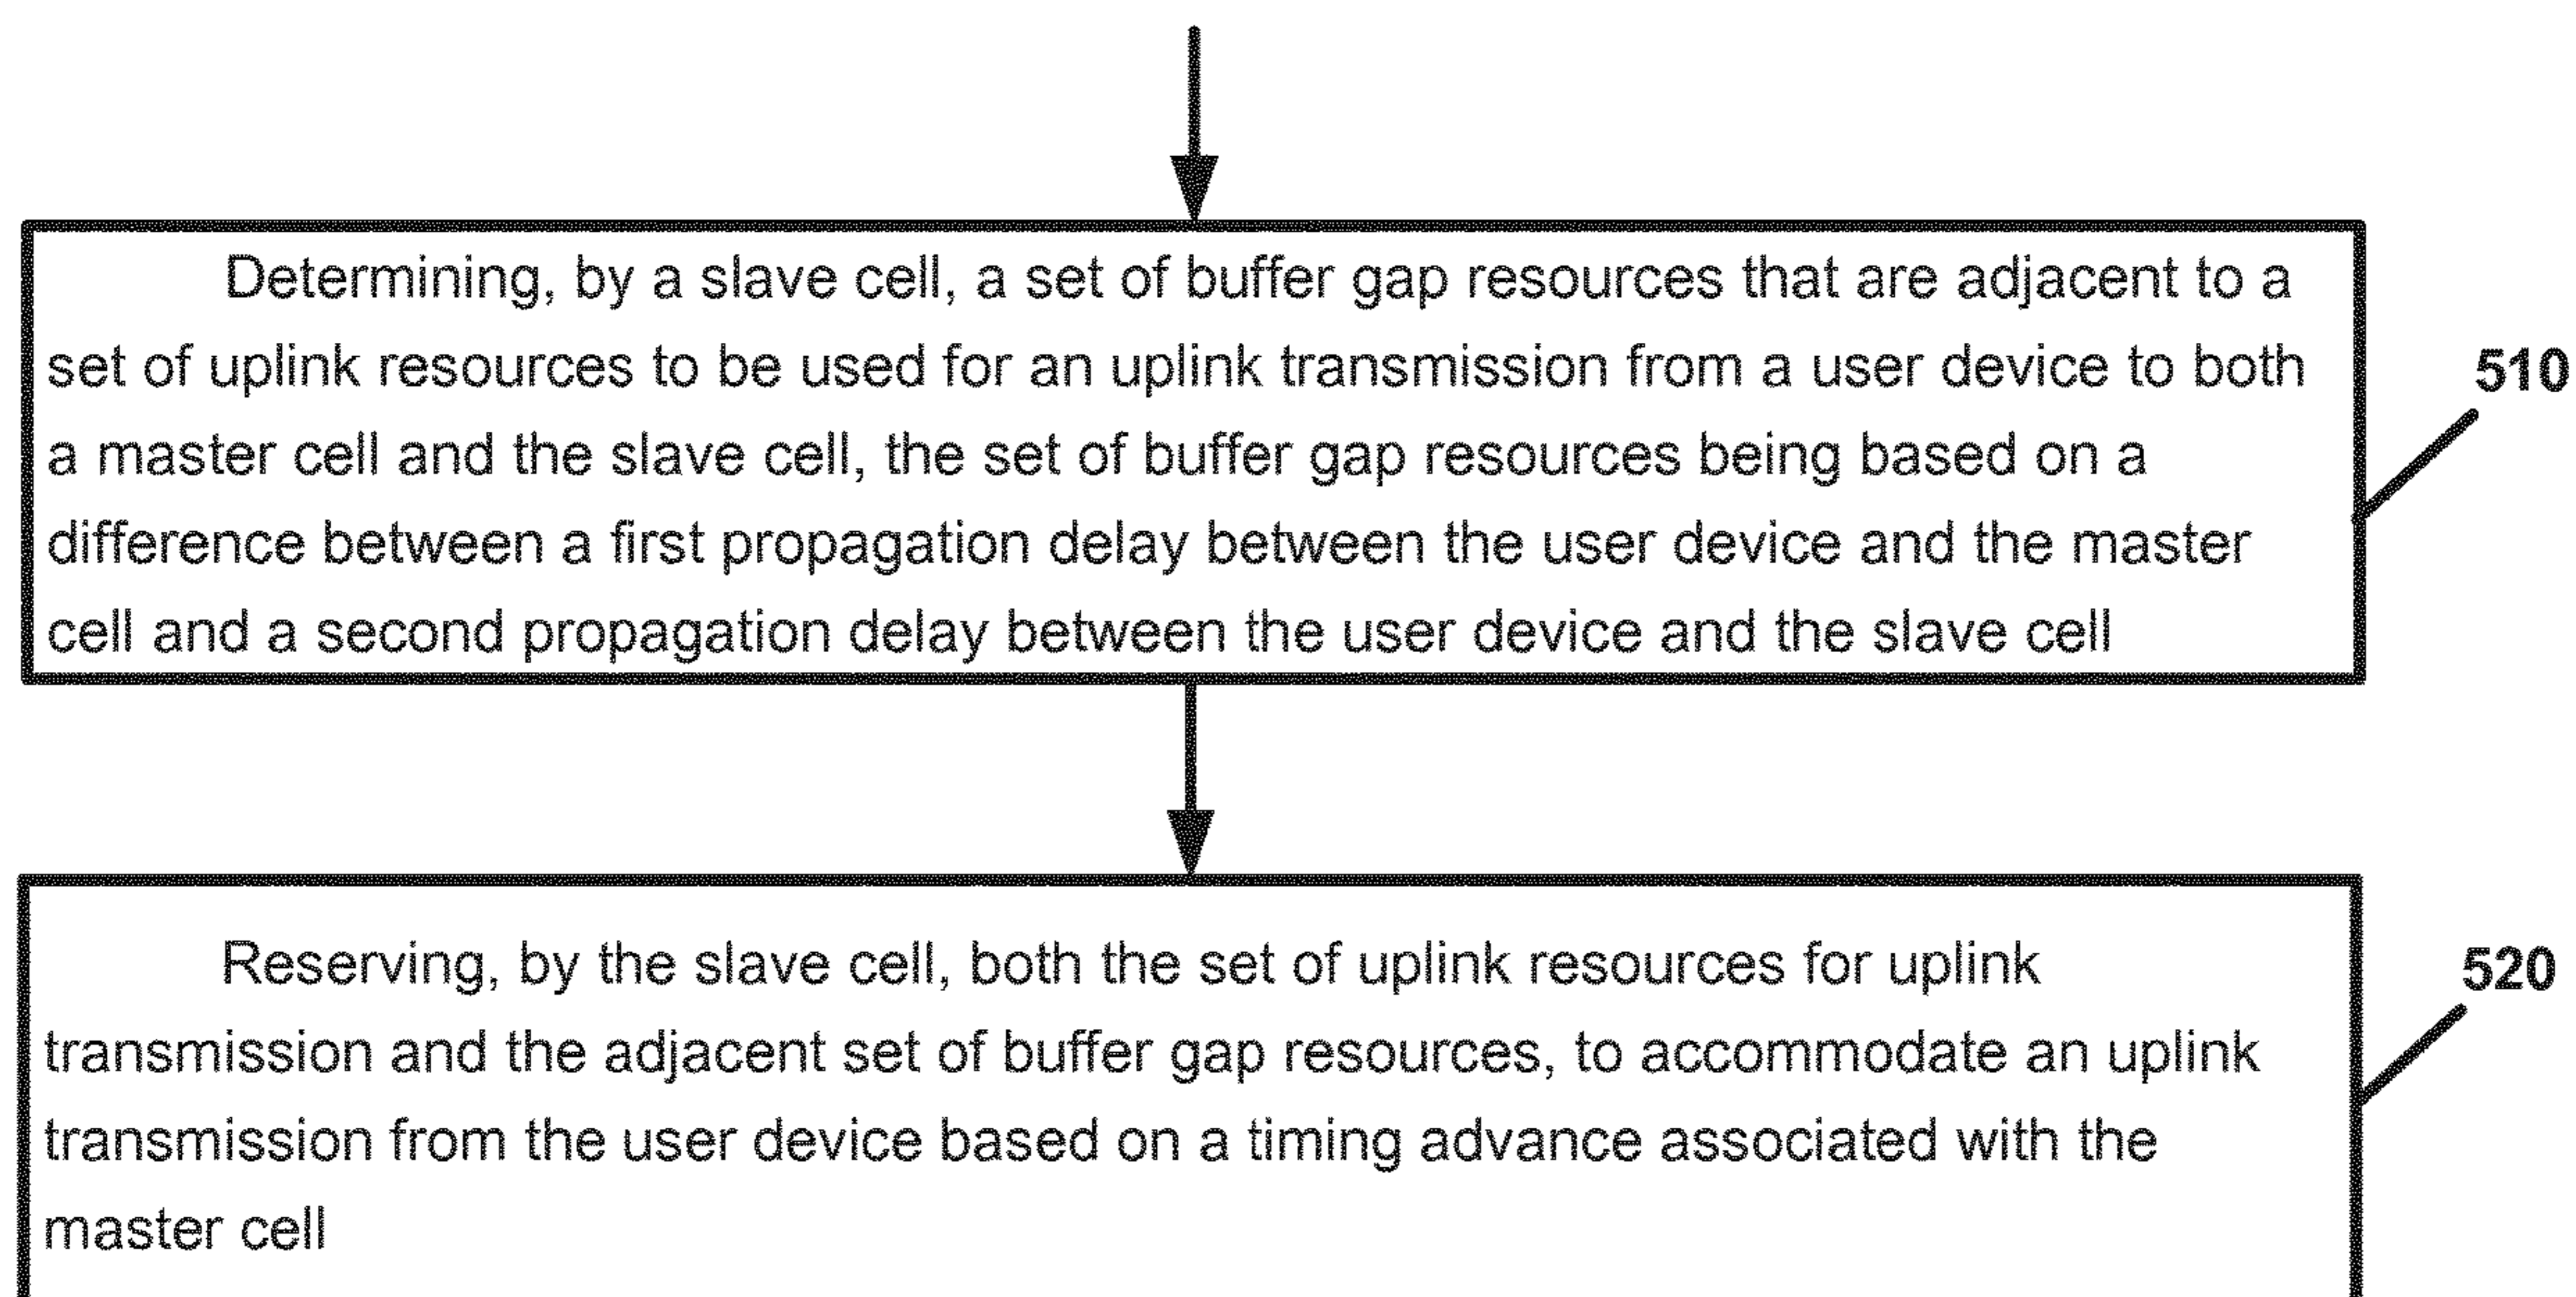 Determining, by a slave cell, a set of buffer gap resources that are adjacent to a
set of uplink resources to be used for an uplink transmission from a user device to both
a master cell and the slave cell, the set of buffer gap resources being based on a
difference between a first propagation delay between the user device and the master
cell and a second propagation delay between the user device and the slave cell
510
Reserving, by the slave cell, both the set of uplink resources for uplink
transmission and the adjacent set of buffer gap resources, to accommodate an uplink
transmission from the user device based on a timing advance associated with the
master cell
520